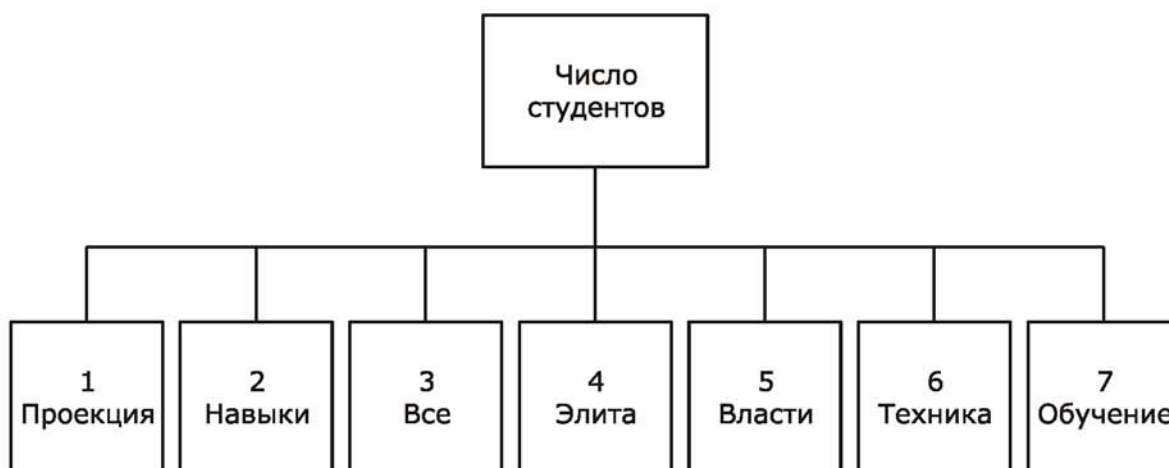 Число
студентов
1
Проекция
2
Навыки
3
Все
4
Элита
5
Власти
6
Техника
7
Обучение